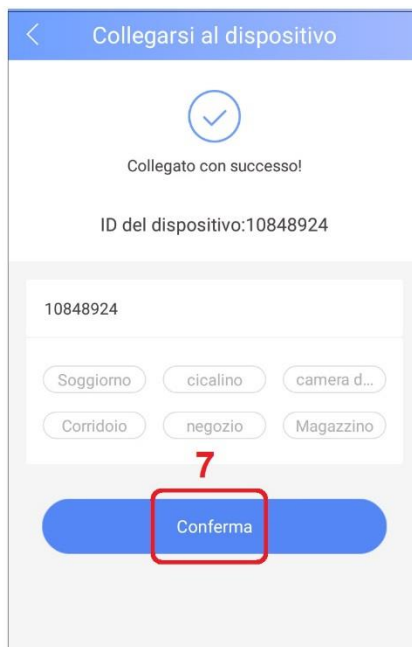 Collegarsi al dispositivo
Collegato con successo!
ID del dispositivo:10848924
10848924
Soggiorno cicalino camera d...
Corridoio negozio Magazzino
7
Conferma